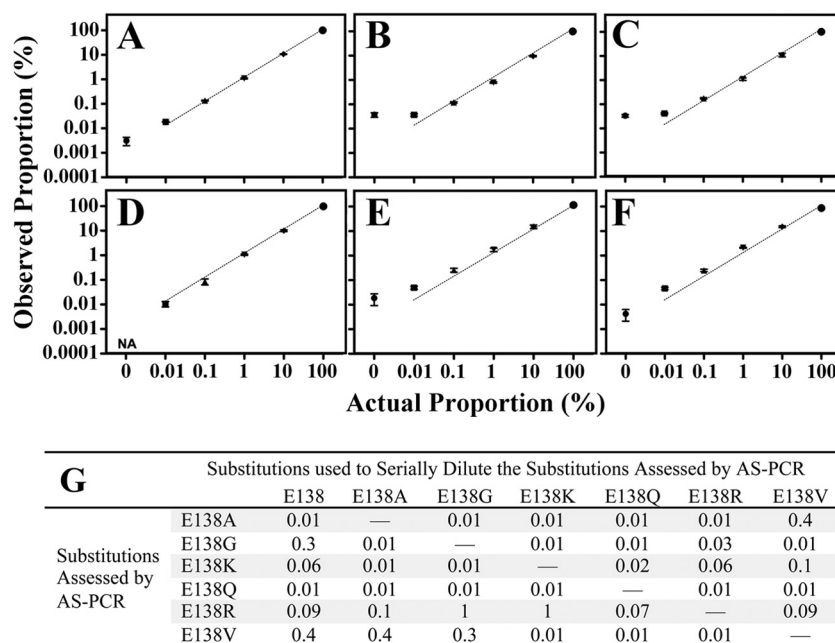 A
B
C
100
10
1
0.1
0.01
0.001
0.0001
D
E
F
100
10
1
0.1
0.01
0.001
0.0001
NA
0 0.01 0.1 1 10 100 0 0.01 0.1 1 10 100 0 0.01 0.1 1 10 100
Observed Proportion (%)
Actual Proportion (%)
G
Substitutions used to Serially Dilute the Substitutions Assessed by AS-PCR
E138 E138A E138G E138K E138Q E138R E138V
Substitutions
Assessed by
AS-PCR
E138A 0.01 — 0.01 0.01 0.01 0.01 0.4
E138G 0.3 0.01 — 0.01 0.01 0.03 0.01
E138K 0.06 0.01 0.01 — 0.02 0.06 0.1
E138Q 0.01 0.01 0.01 0.01 — 0.01 0.01
E138R 0.09 0.1 1 1 0.07 — 0.09
E138V 0.4 0.4 0.3 0.01 0.01 0.01 —